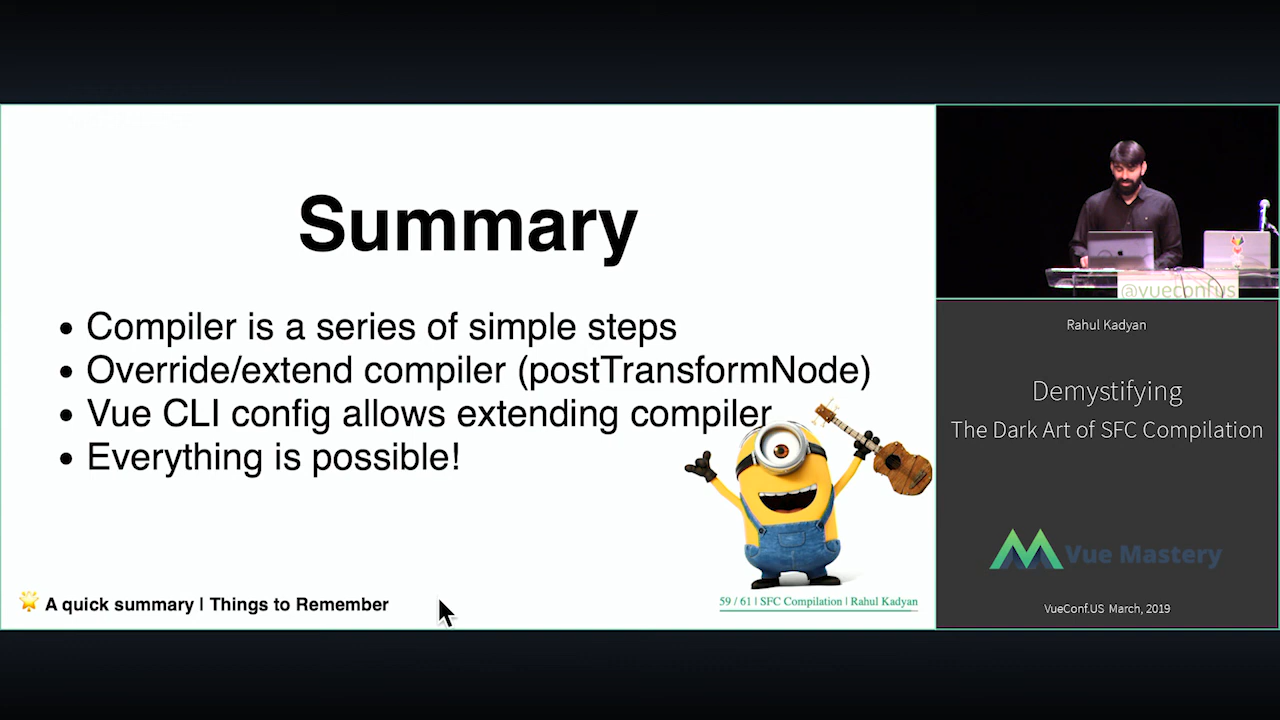 Summary
• Compiler is a series of simple steps
• Override/extend compiler (postTransformNode)
• Vue CLI config allows extending compiler
• Everything is possible!
A quick summary | Things to Remember
59 / 61 | SFC Compilation | Rahul Kadyan
@vueconfus
Rahul Kadyan
Demystifying
The Dark Art of SFC Compilation
Vue Mastery
VueConf.US March, 2019